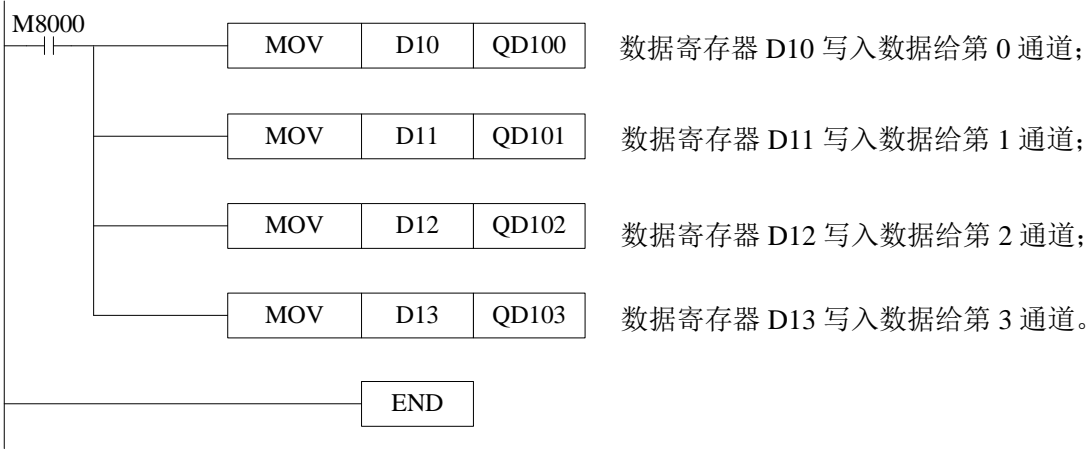 M8000
MOV D10 QD100 数据寄存器 D10 写入数据给第 0 通道；
MOV D11 QD101 数据寄存器 D11 写入数据给第 1 通道；
MOV D12 QD102 数据寄存器 D12 写入数据给第 2 通道；
MOV D13 QD103 数据寄存器 D13 写入数据给第 3 通道。
END